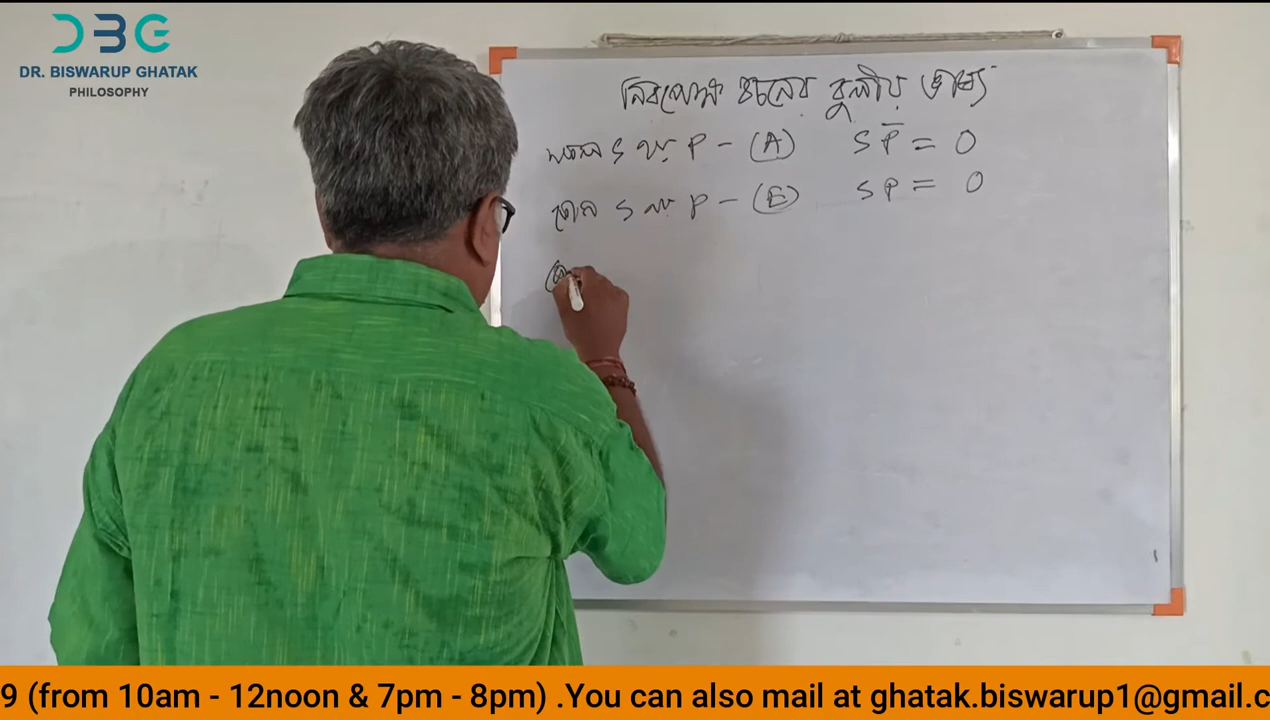 DBG
DR. BISWARUP GHATAK
PHILOSOPHY
নিরপেক্ষ বচনের বুলীয় ভাষ্য
সকল S হয় P - (A) SP̅ = 0
কোন S নয় P - (E) SP = 0
9 (from 10am - 12noon & 7pm - 8pm) .You can also mail at ghatak.biswarup1@gmail.c